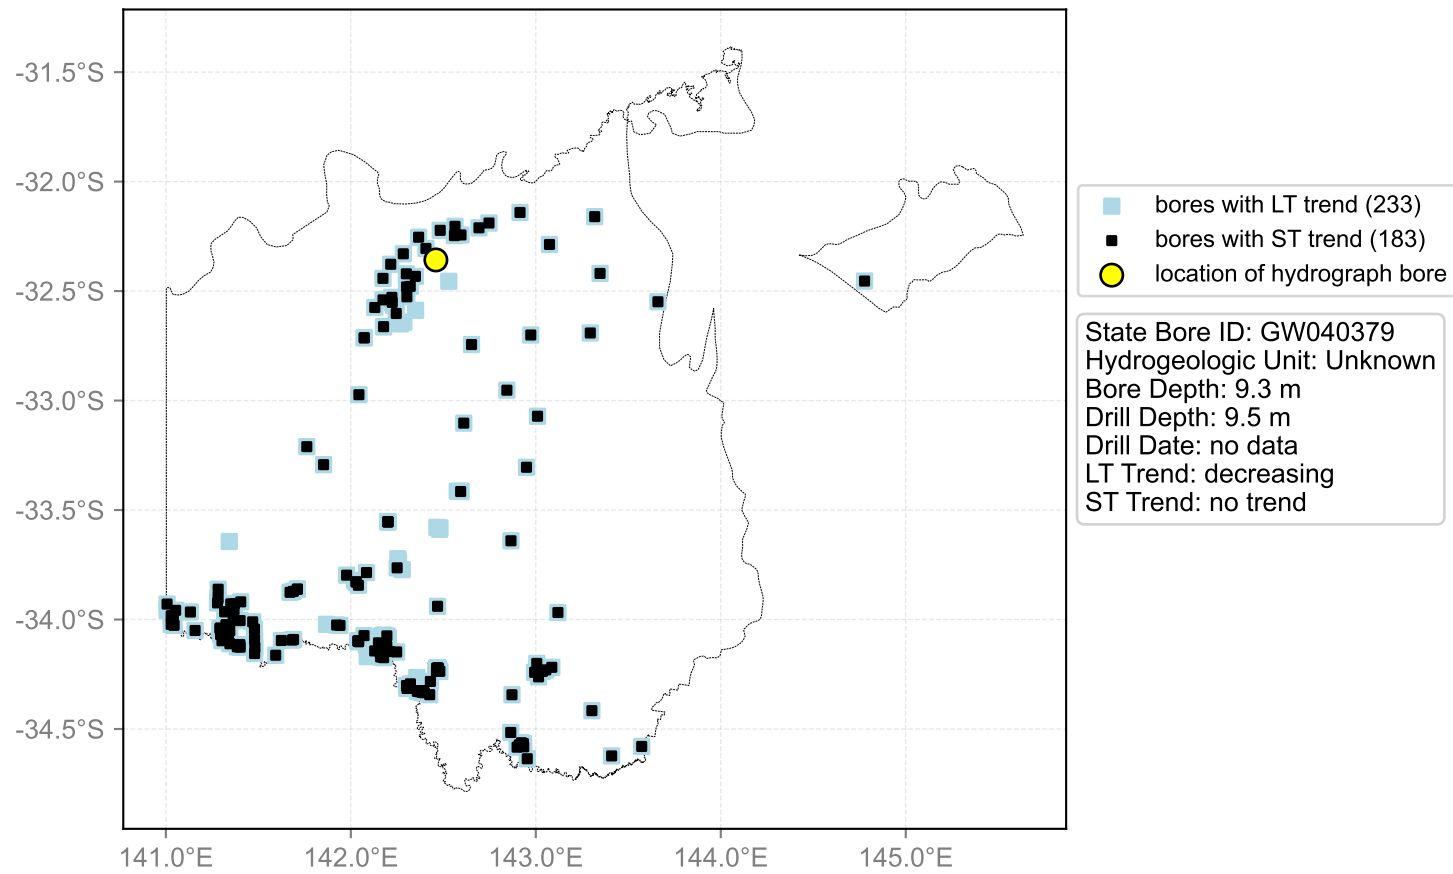 -31.5°S
-32.0°S
-32.5°S
-33.0°S
-33.5°S
-34.0°S
-34.5°S
141.0°E
142.0°E
143.0°E
144.0°E
145.0°E
bores with LT trend (233)
bores with ST trend (183)
location of hydrograph bore
State Bore ID: GW040379
Hydrogeologic Unit: Unknown
Bore Depth: 9.3 m
Drill Depth: 9.5 m
Drill Date: no data
LT Trend: decreasing
ST Trend: no trend